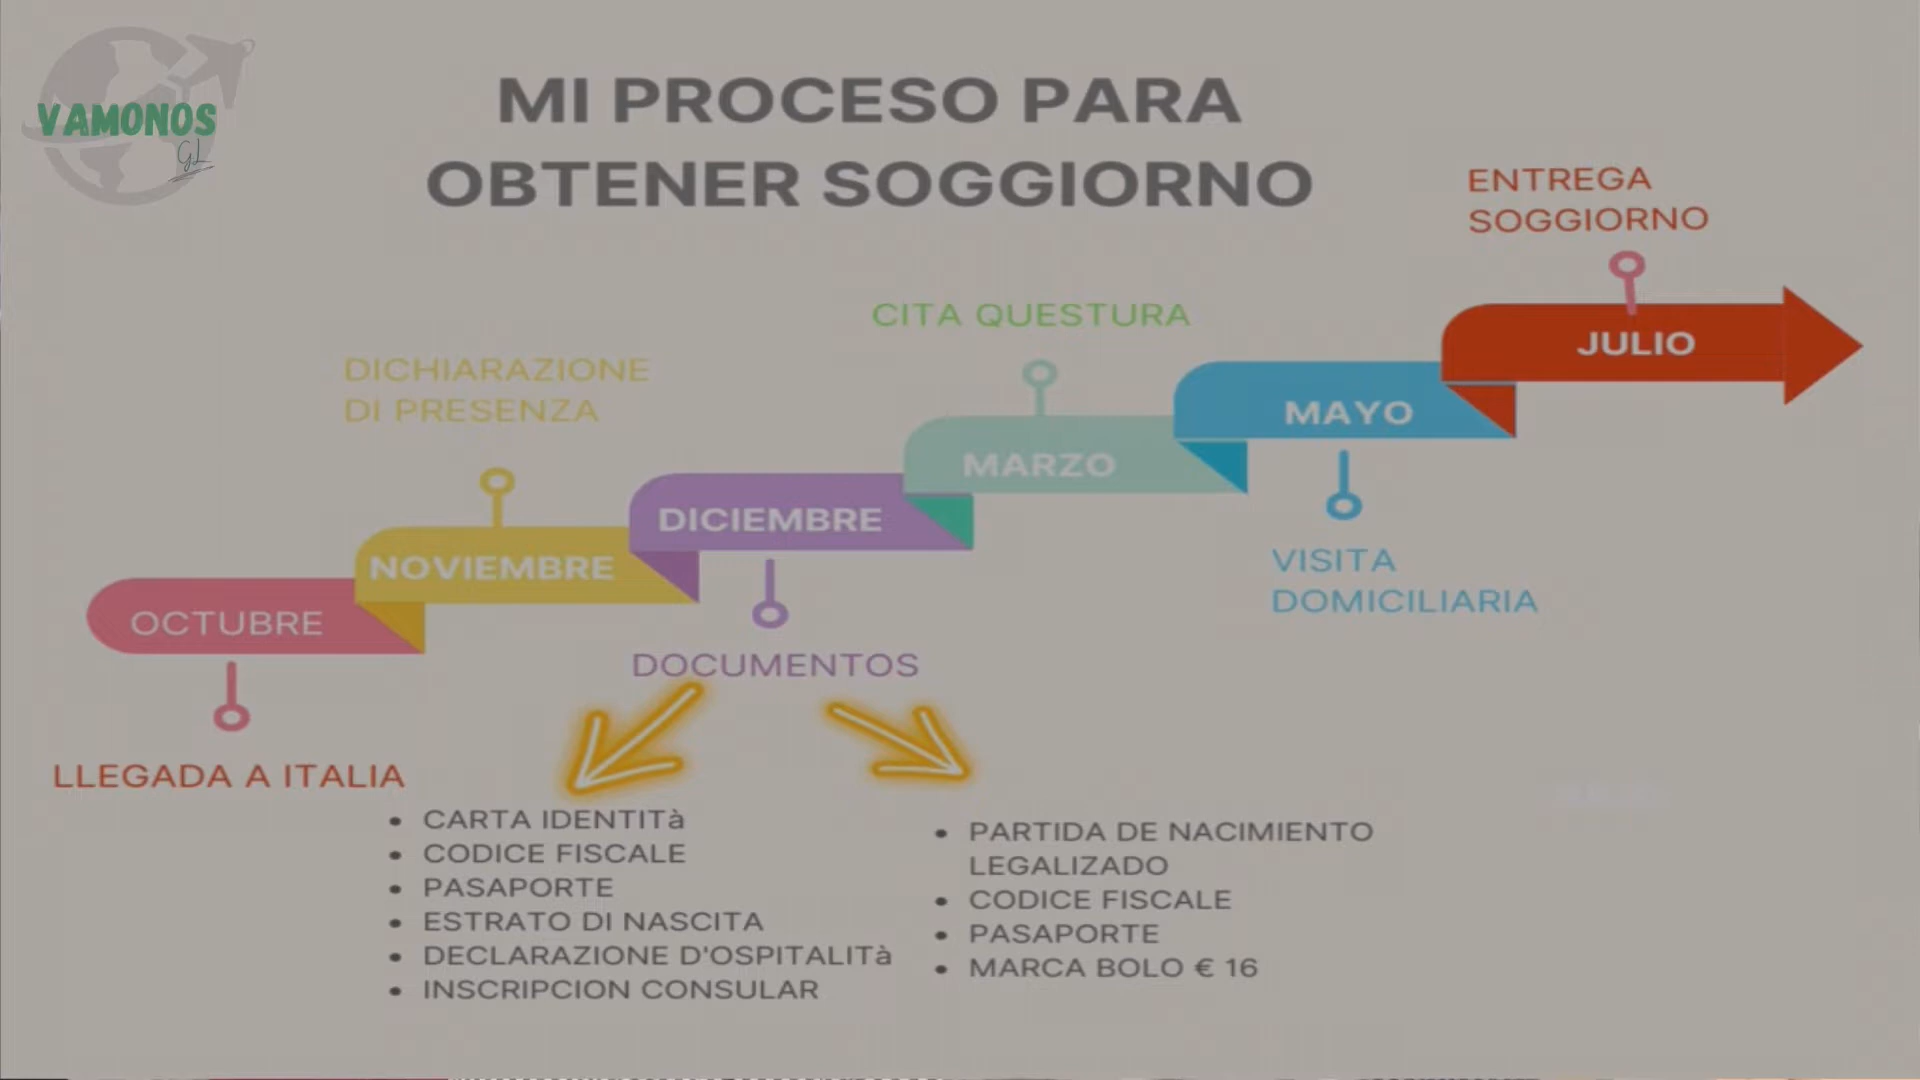 VAMONOS
GL
MI PROCESO PARA
OBTENER SOGGIORNO
ENTREGA
SOGGIORNO
JULIO
CITA QUESTURA
MAYO
DICHIARAZIONE
DI PRESENZA
MARZO
DICIEMBRE
VISITA
DOMICILIARIA
NOVIEMBRE
OCTUBRE
DOCUMENTOS
LLEGADA A ITALIA
• CARTA IDENTITà
• CODICE FISCALE
• PASAPORTE
• ESTRATO DI NASCITA
• DECLARAZIONE D'OSPITALITà
• INSCRIPCION CONSULAR
• PARTIDA DE NACIMIENTO
LEGALIZADO
• CODICE FISCALE
• PASAPORTE
• MARCA BOLO € 16